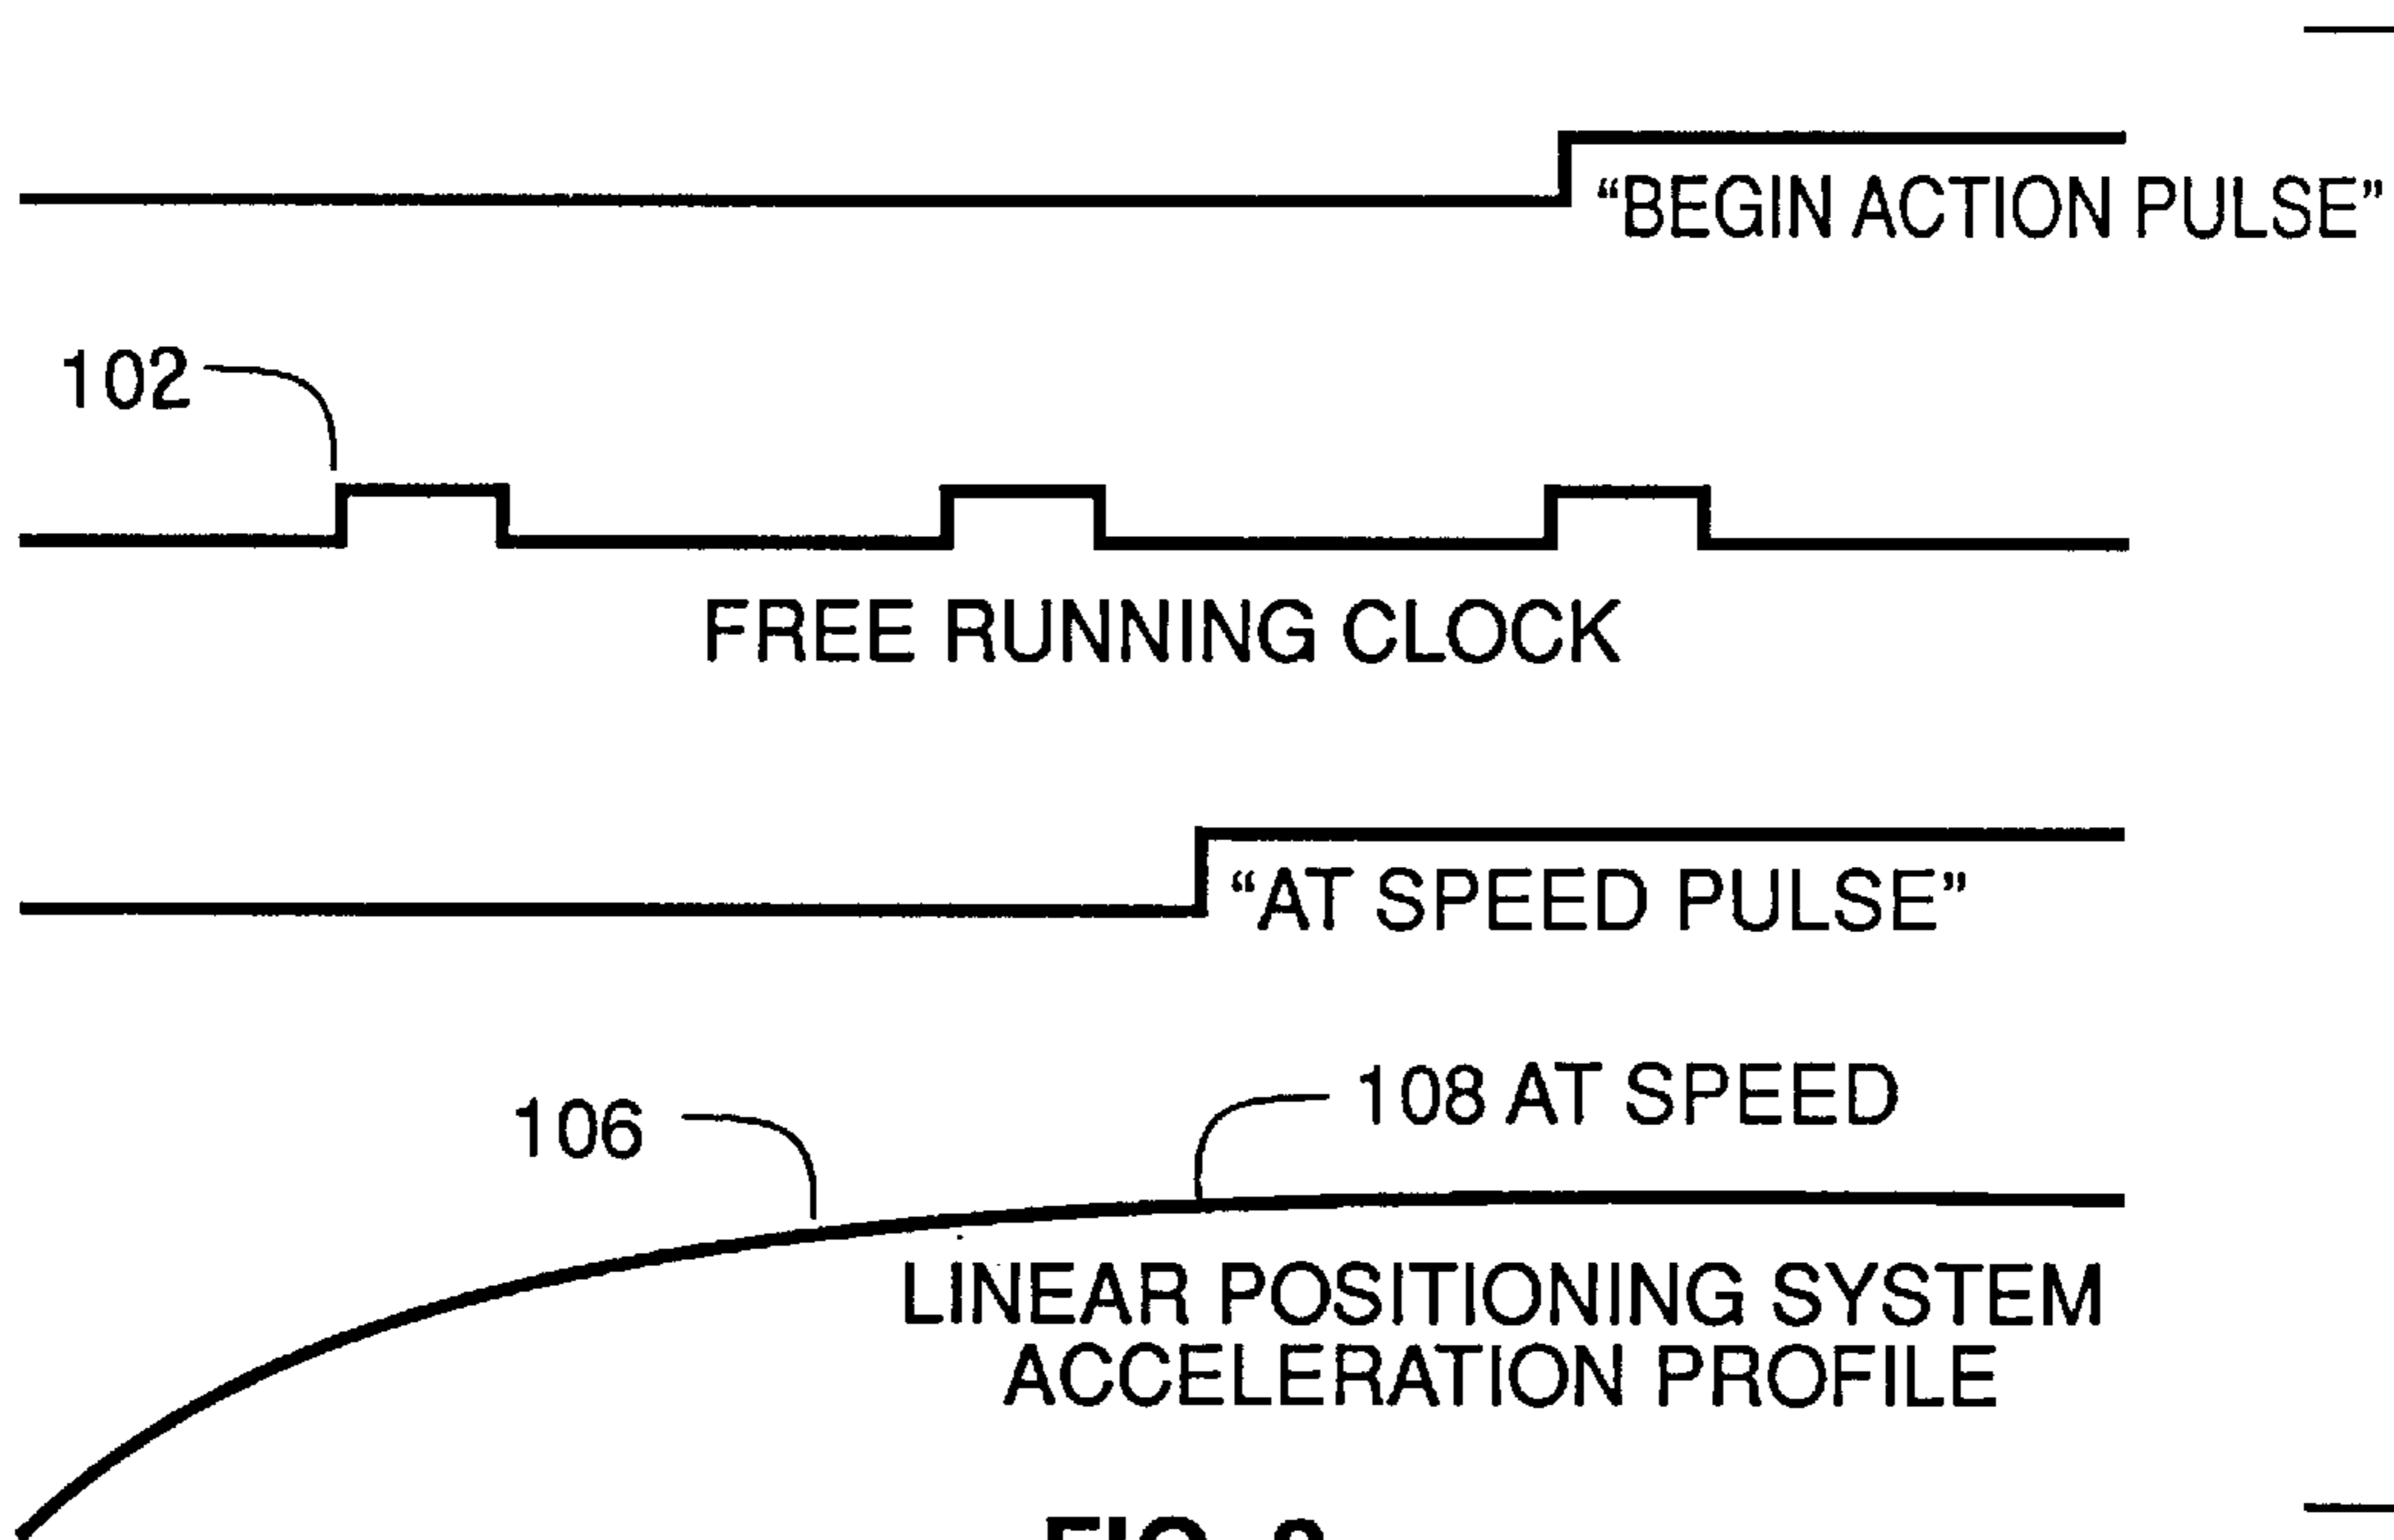 “BEGIN ACTION PULSE”
102
FREE RUNNING CLOCK
“AT SPEED PULSE”
106
108 AT SPEED
LINEAR POSITIONING SYSTEM
ACCELERATION PROFILE
FIG.